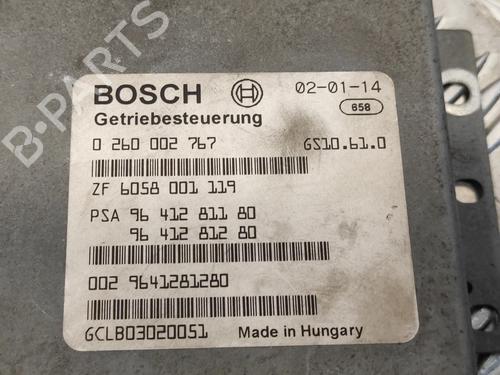 BOSCH 02-01-14
658
Getriebesteuerung
0 260 002 767 GS10.61.0
ZF 6058 001 119
PSA 96 412 811 80
96 412 812 80
002 9641281280
GCLB03020051 Made in Hungary